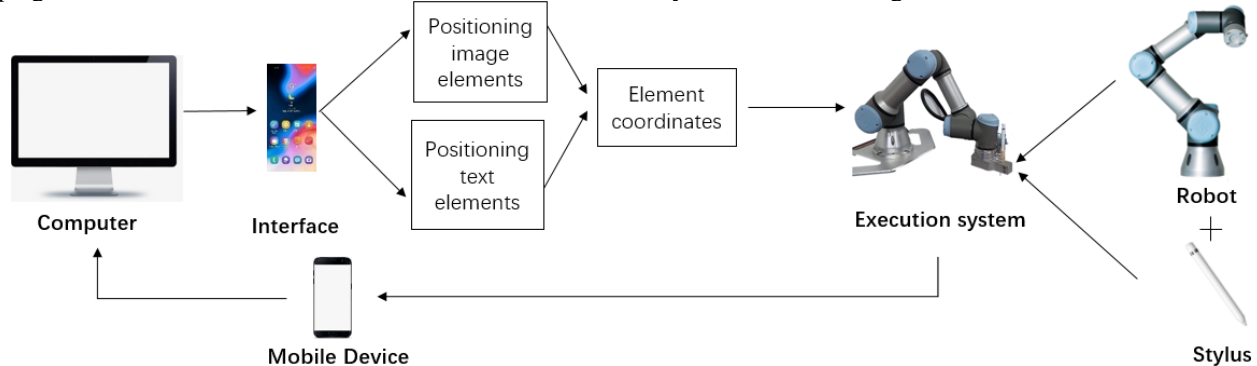 Positioning
image
elements
Positioning
text
elements
Element
coordinates
Computer
Interface
Execution system
Robot
+
Stylus
Mobile Device